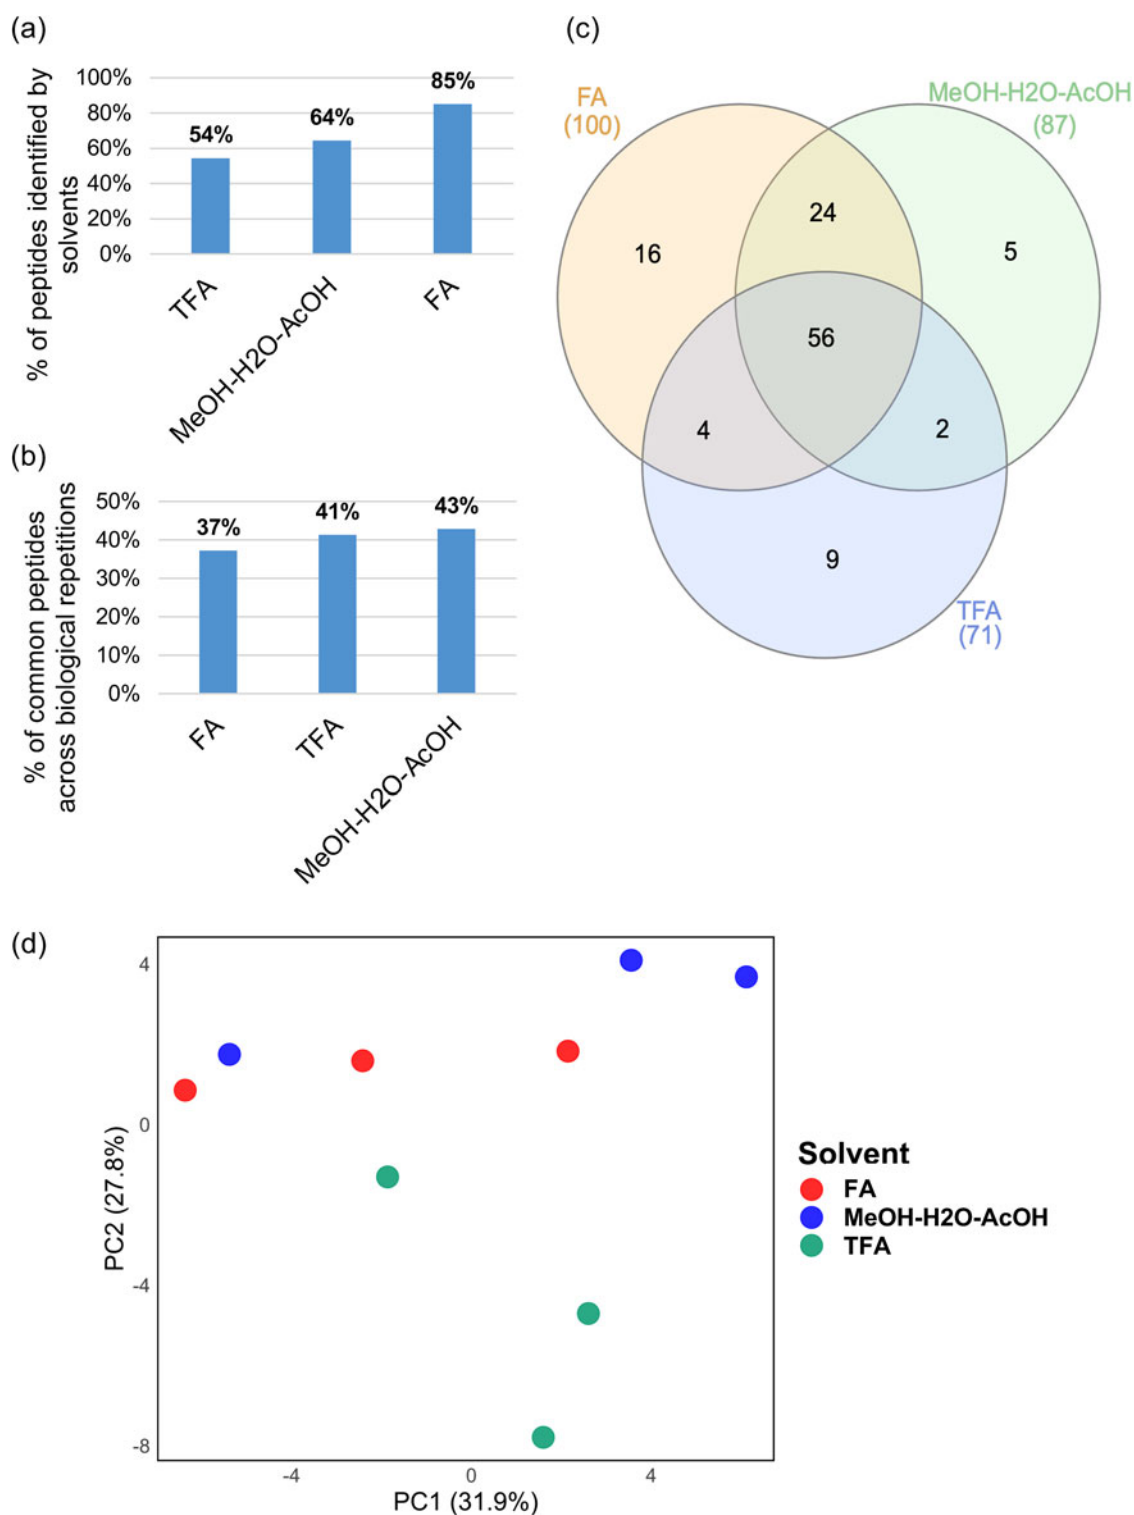 (a)
% of peptides identified by
solvents
100%
80%
60%
40%
20%
0%
54%
64%
85%
TFA
MeOH-H2O-AcOH
FA
(b)
% of common peptides
across biological repetitions
50%
40%
30%
20%
10%
0%
37%
41%
43%
FA
TFA
MeOH-H2O-AcOH
(c)
FA
(100)
MeOH-H2O-AcOH
(87)
24
16
5
56
4
2
9
TFA
(71)
(d)
PC2 (27.8%)
4
0
-4
-8
-4
0
4
PC1 (31.9%)
Solvent
FA
MeOH-H2O-AcOH
TFA